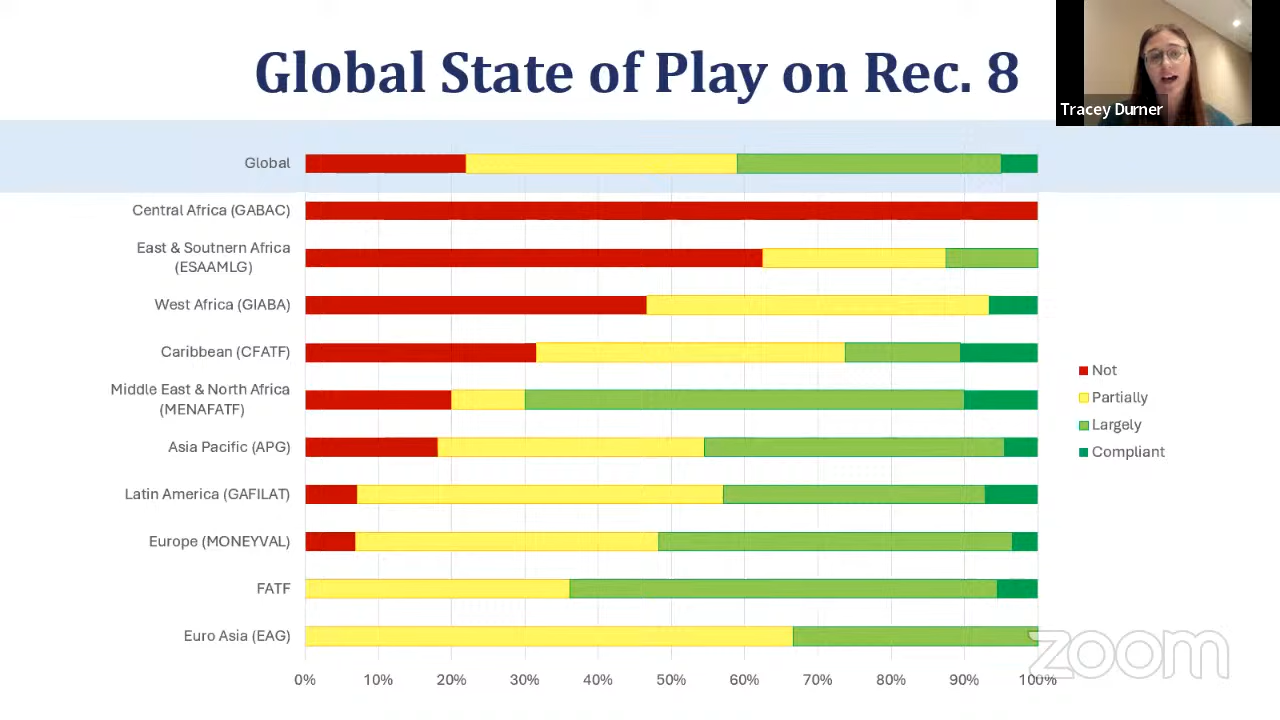 Global State of Play on Rec. 8
Tracey Durner
Global
Central Africa (GABAC)
East & Soutnern Africa
(ESAAMLG)
West Africa (GIABA)
Caribbean (CFATF)
Middle East & North Africa
(MENAFATF)
Asia Pacific (APG)
Latin America (GAFILAT)
Europe (MONEYVAL)
FATF
Euro Asia (EAG)
0% 10% 20% 30% 40% 50% 60% 70% 80% 90% 100%
Not
Partially
Largely
Compliant
zoom